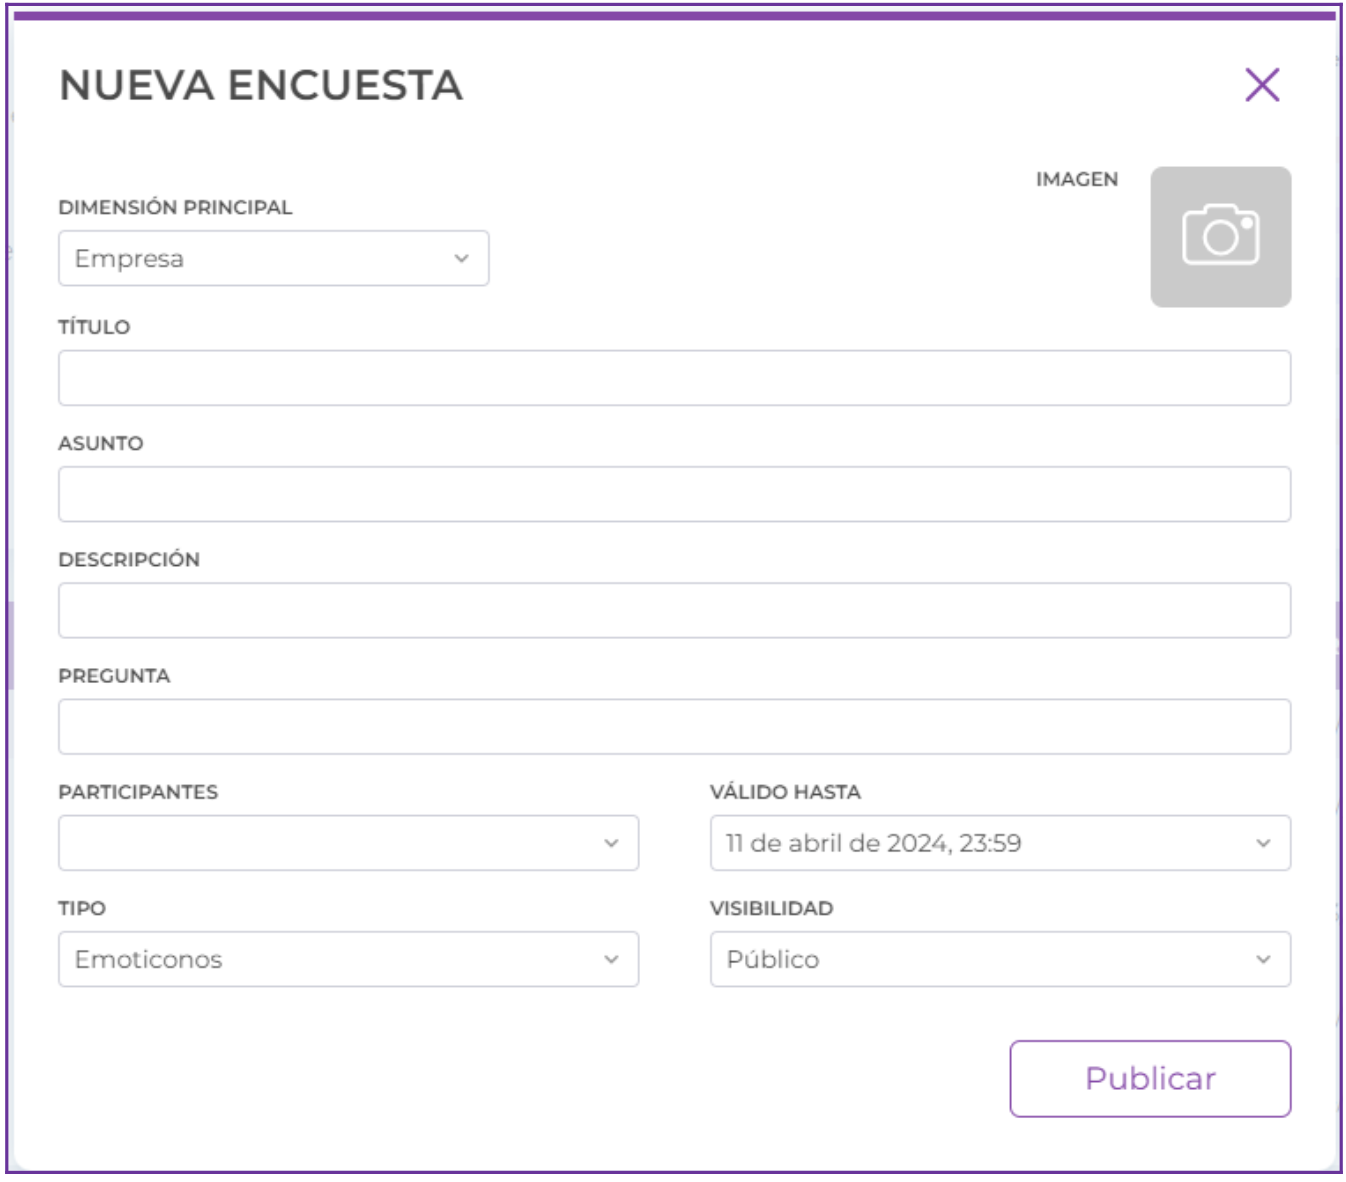 NUEVA ENCUESTA
IMAGEN
DIMENSIÓN PRINCIPAL
Empresa
TÍTULO
ASUNTO
DESCRIPCIÓN
PREGUNTA
PARTICIPANTES
VÁLIDO HASTA
11 de abril de 2024, 23:59
TIPO
VISIBILIDAD
Emoticonos
Público
Publicar